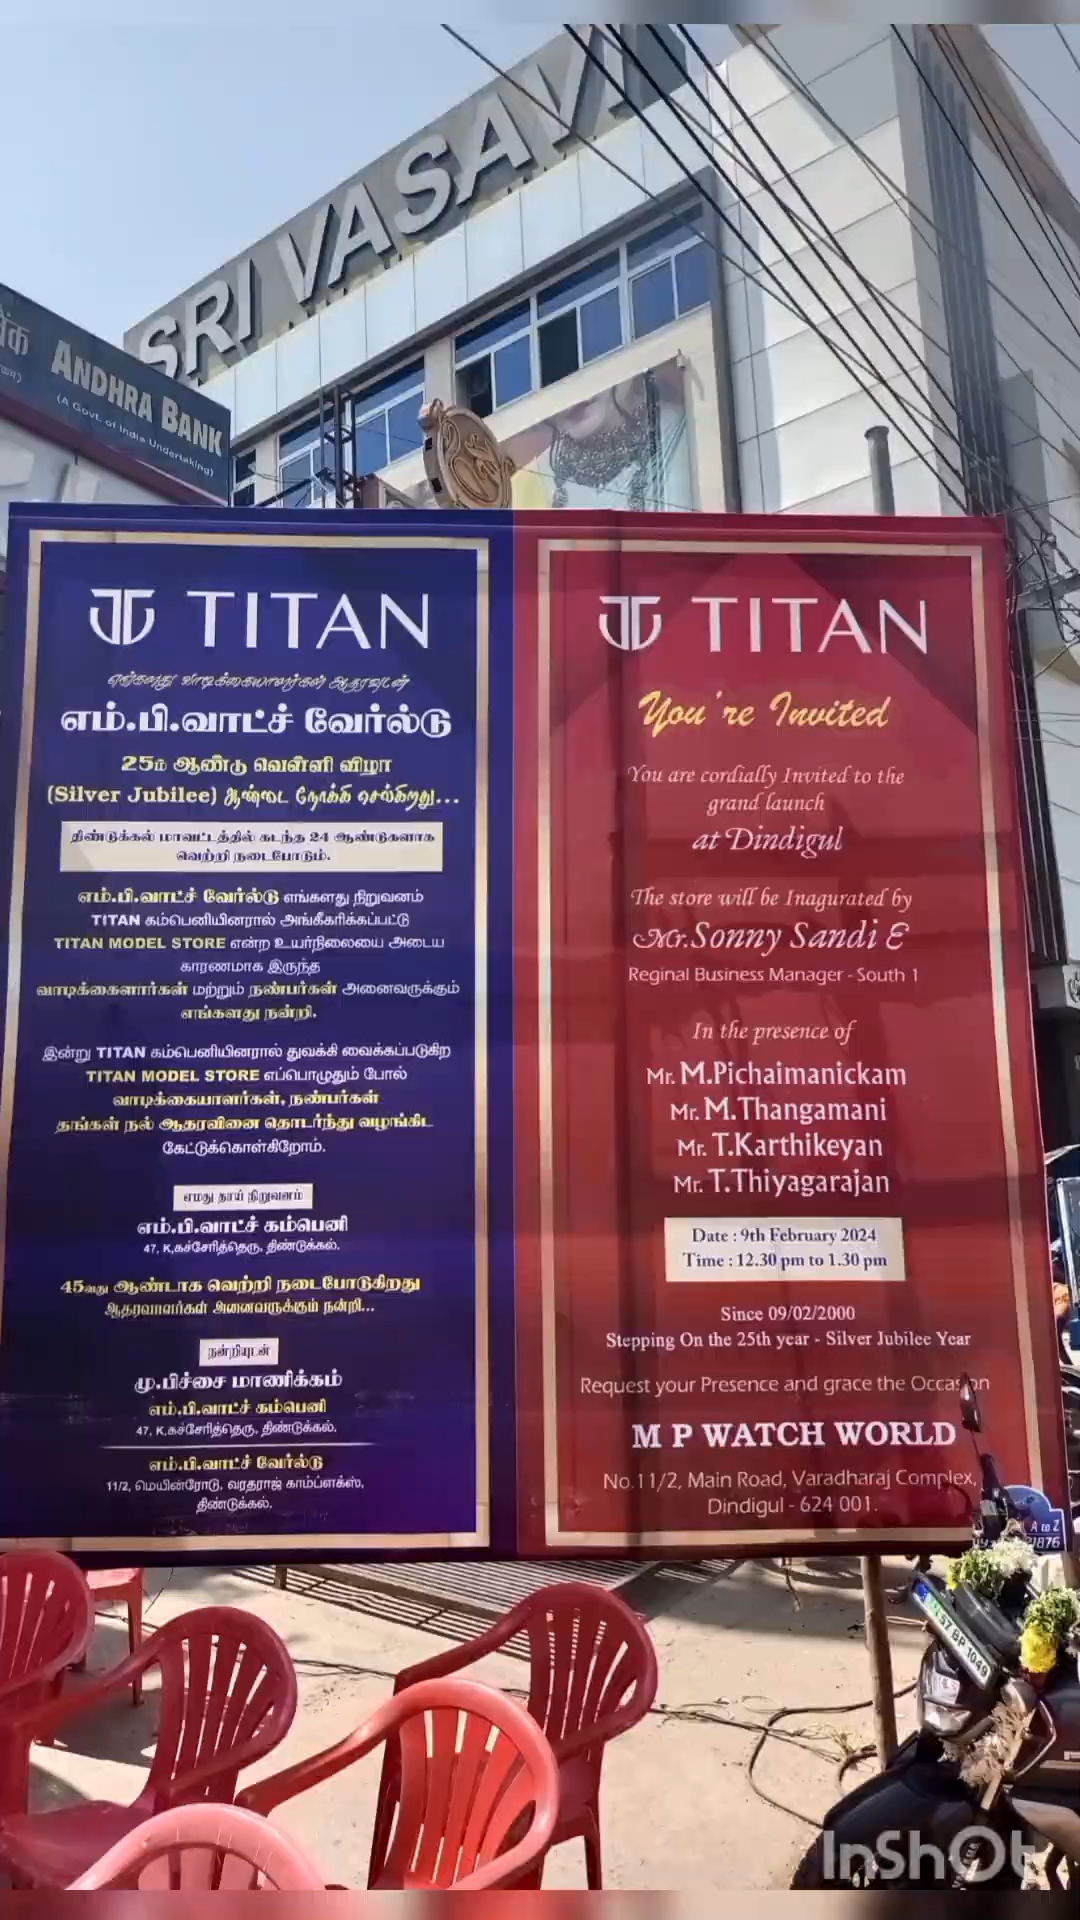 SRI VASAVI
ANDHRA BANK
(A Govt. of India Undertaking)
TITAN
எங்களது வாடிக்கையாளர்கள் ஆதரவுடன்
எம்.பி.வாட்ச் வேர்ல்டு
25ம் ஆண்டு வெள்ளி விழா
(Silver Jubilee) ஆண்டை நோக்கி செல்கிறது...
திண்டுக்கல் மாவட்டத்தில் கடந்த 24 ஆண்டுகளாக
வெற்றி நடைபோடும்.
எம்.பி.வாட்ச் வேர்ல்டு எங்களது நிறுவனம்
TITAN கம்பெனியினரால் அங்கீகரிக்கப்பட்டு
TITAN MODEL STORE என்ற உயர்நிலையை அடைய
காரணமாக இருந்த
வாடிக்கைளார்கள் மற்றும் நண்பர்கள் அனைவருக்கும்
எங்களது நன்றி.
இன்று TITAN கம்பெனியினரால் துவக்கி வைக்கப்படுகிற
TITAN MODEL STORE எப்பொழுதும் போல்
வாடிக்கையாளர்கள், நண்பர்கள்
தங்கள் நல் ஆதரவினை தொடர்ந்து வழங்கிட
கேட்டுக்கொள்கிறோம்.
எமது தாய் நிறுவனம்
எம்.பி.வாட்ச் கம்பெனி
47, K,கச்சேரித்தெரு, திண்டுக்கல்.
45வது ஆண்டாக வெற்றி நடைபோடுகிறது
ஆதரவாளர்கள் அனைவருக்கும் நன்றி...
நன்றியுடன்
மு.பிச்சை மாணிக்கம்
எம்.பி.வாட்ச் கம்பெனி
47, K,கச்சேரித்தெரு, திண்டுக்கல்.
எம்.பி.வாட்ச் வேர்ல்டு
11/2, மெயின்ரோடு, வரதராஜ் காம்ப்ளக்ஸ்,
திண்டுக்கல்.
TITAN
You're Invited
You are cordially Invited to the
grand launch
at Dindigul
The store will be Inagurated by
Mr.Sonny Sandi E
Reginal Business Manager - South 1
In the presence of
Mr. M.Pichaimanickam
Mr. M.Thangamani
Mr. T.Karthikeyan
Mr. T.Thiyagarajan
Date : 9th February 2024
Time : 12.30 pm to 1.30 pm
Since 09/02/2000
Stepping On the 25th year - Silver Jubilee Year
Request your Presence and grace the Occasion
M P WATCH WORLD
No.11/2, Main Road, Varadharaj Complex,
Dindigul - 624 001.
A to Z
57 BP 1049
InShOt